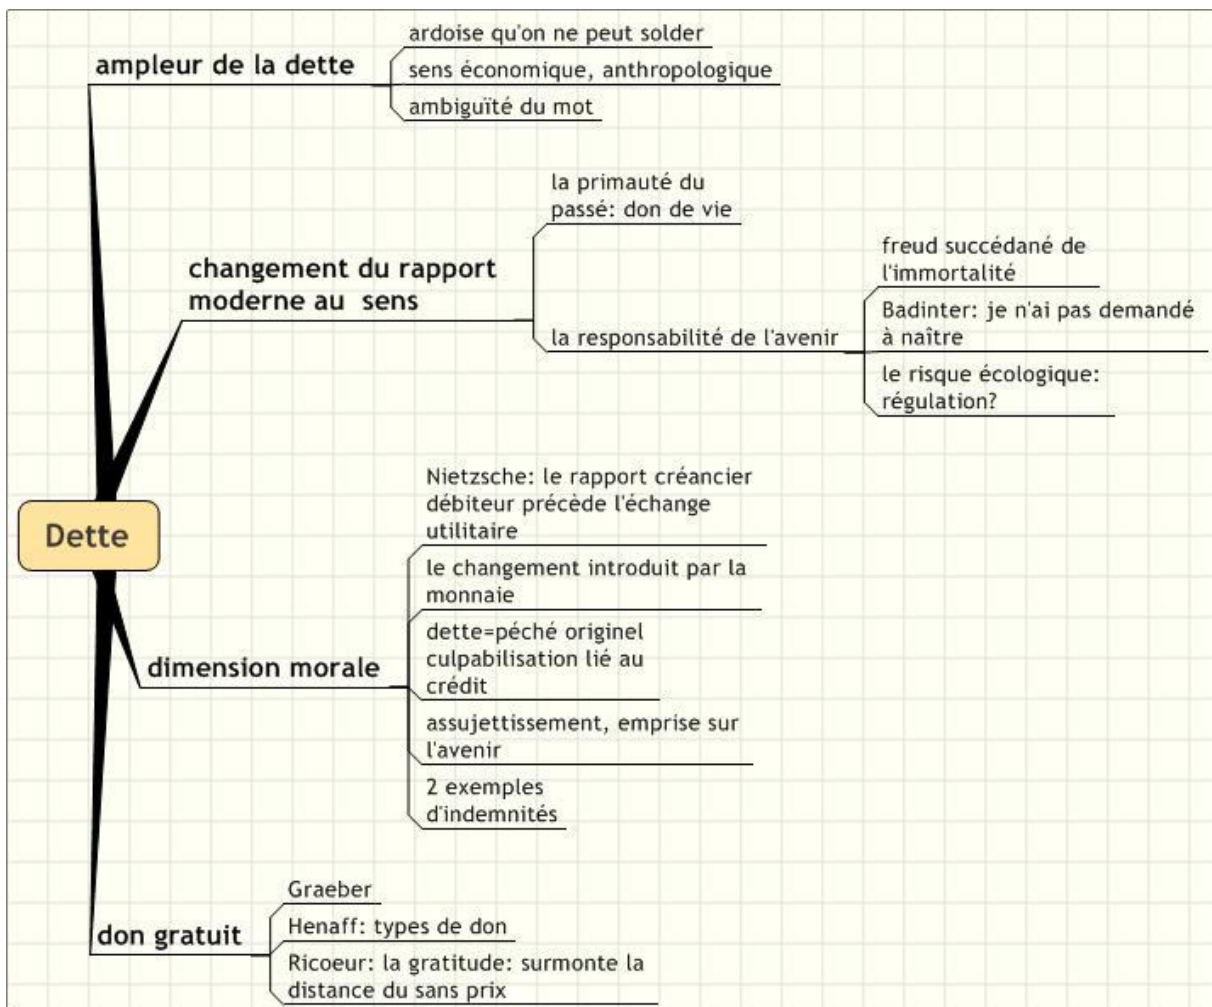 ardoise qu'on ne peut solder
ampleur de la dette
sens économique, anthropologique
ambiguïté du mot
la primauté du
passé: don de vie
changement du rapport
moderne au  sens
freud succédané de
l'immortalité
Badinter: je n'ai pas demandé
à naître
la responsabilité de l'avenir
le risque écologique:
régulation?
Nietzsche: le rapport créancier
débiteur précède l'échange
utilitaire
Dette
le changement introduit par la
monnaie
dette=péché originel
culpabilisation lié au
crédit
dimension morale
assujettissement, emprise sur
l'avenir
2 exemples
d'indemnités
Graeber
don gratuit
Henaff: types de don
Ricoeur: la gratitude: surmonte la
distance du sans prix